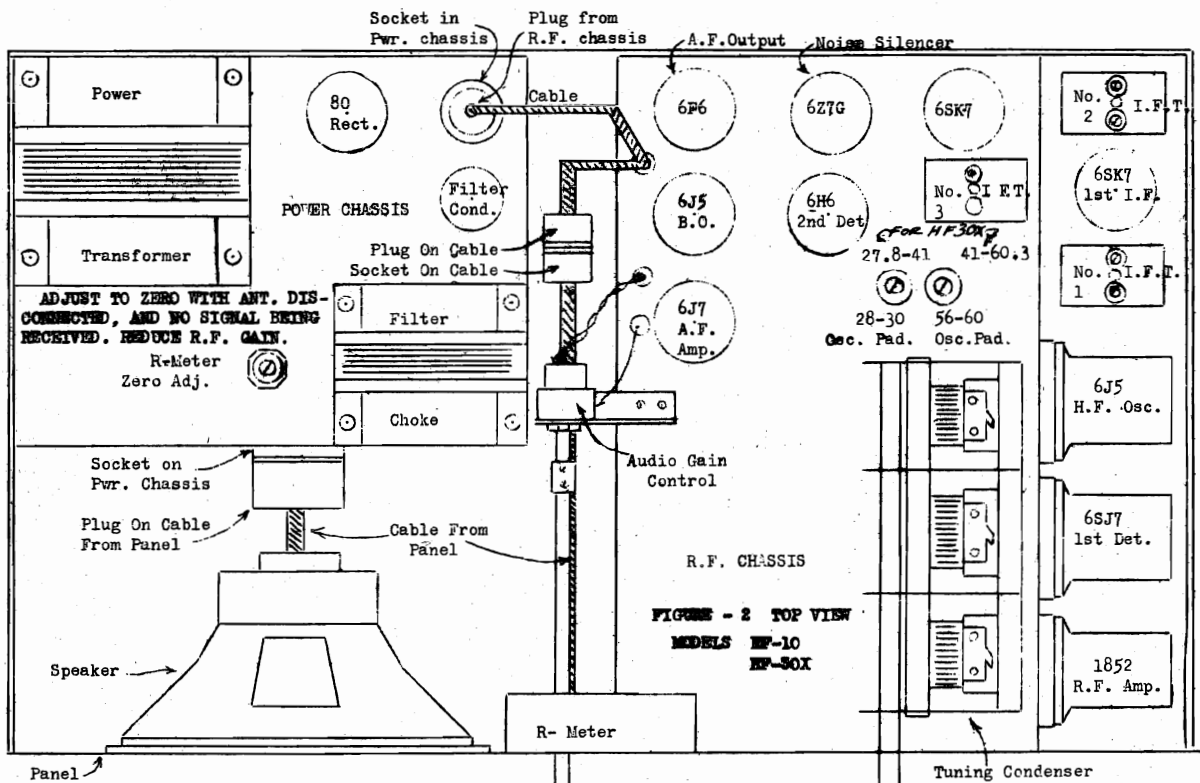 Socket in
Pwr. chassis
Plug from
R.F. chassis
A.F.Output
Noise Silencer
Power
80
Rect.
Cable
6F6
6Z7G
6SK7
No.
2
I.F.T.
Filter
Cond.
POWER CHASSIS
6J5
B.O.
6H6
2nd Det
No.
3
I FT.
6SK7
1st I.F.
Plug On Cable
Socket On Cable
Transformer
FOR HF30X
27.8-41
41-60.3
No.
1
I.F.T.
ADJUST TO ZERO WITH ANT. DIS-
CONNECTED, AND NO SIGNAL BEING
RECEIVED. REDUCE R.F. GAIN.
R-Meter
Zero Adj.
Filter
Choke
6J7
A.F.
Amp.
28-30
Osc. Pad.
56-60
Osc.Pad.
6J5
H.F. Osc.
Socket on
Pwr. Chassis
Audio Gain
Control
Plug On Cable
From Panel
Cable From
Panel
6SJ7
1st Det.
R.F. CHASSIS
FIGURE - 2 TOP VIEW
MODELS HF-10
HF-30X
Speaker
1852
R.F. Amp.
R- Meter
Panel
Tuning Condenser